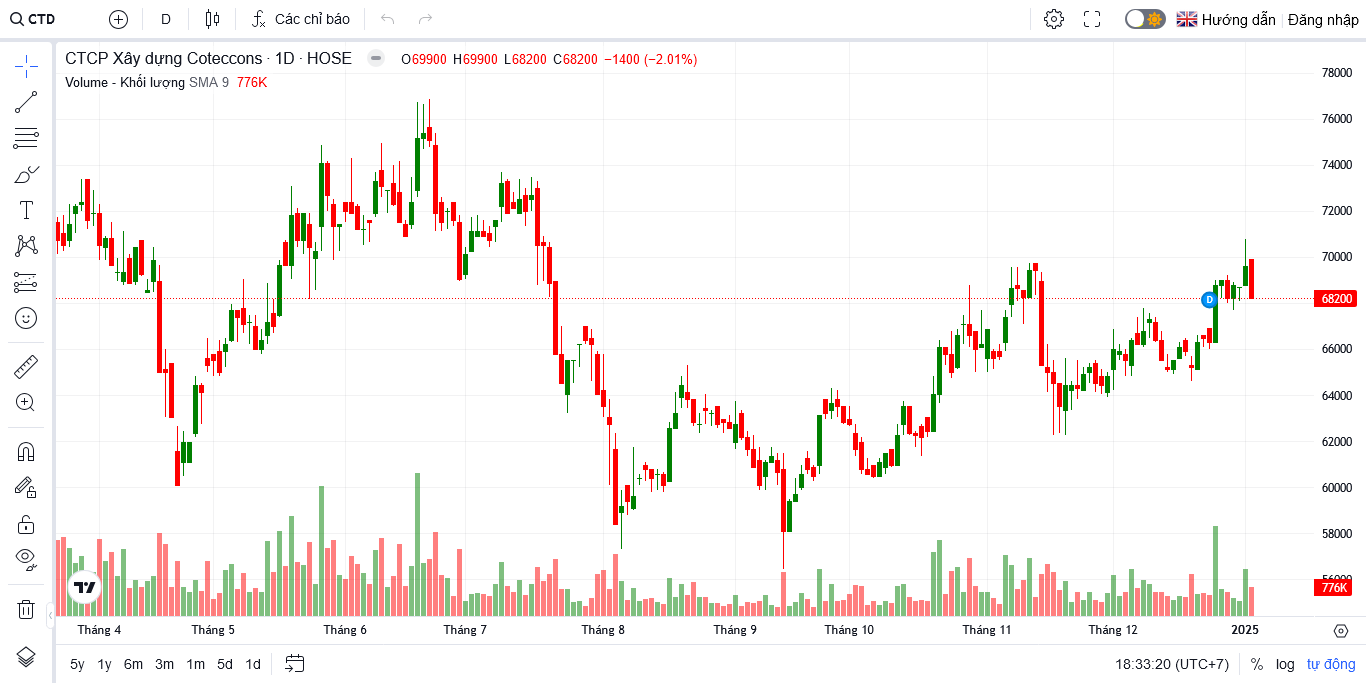 CTD D Các chỉ báo Hướng dẫn Đăng nhập
CTCP Xây dựng Coteccons · 1D · HOSE O69900 H69900 L68200 C68200 −1400 (−2.01%)
Volume - Khối lượng SMA 9 776K
78000
76000
74000
72000
70000
D
68200
66000
64000
62000
60000
58000
56000
776K
Tháng 4 Tháng 5 Tháng 6 Tháng 7 Tháng 8 Tháng 9 Tháng 10 Tháng 11 Tháng 12 2025
5y 1y 6m 3m 1m 5d 1d 18:33:20 (UTC+7) % log tự động